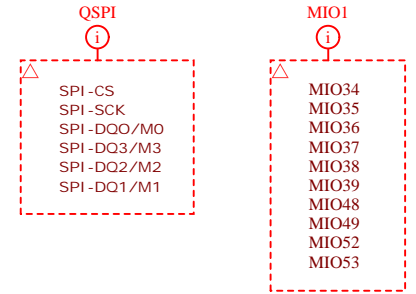 QSPI
i
SPI-CS
SPI-SCK
SPI-DQ0/M0
SPI-DQ3/M3
SPI-DQ2/M2
SPI-DQ1/M1
MIO1
i
MIO34
MIO35
MIO36
MIO37
MIO38
MIO39
MIO48
MIO49
MIO52
MIO53